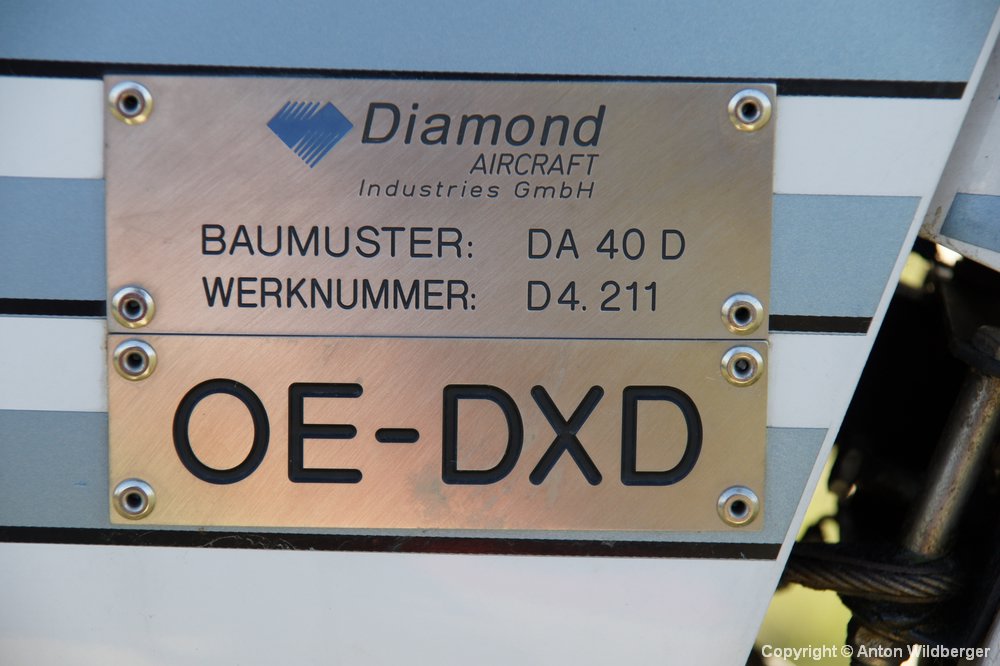 Diamond
AIRCRAFT
Industries GmbH
BAUMUSTER: DA 40 D
WERKNUMMER: D4. 211
OE-DXD
Copyright © Anton Wildberger